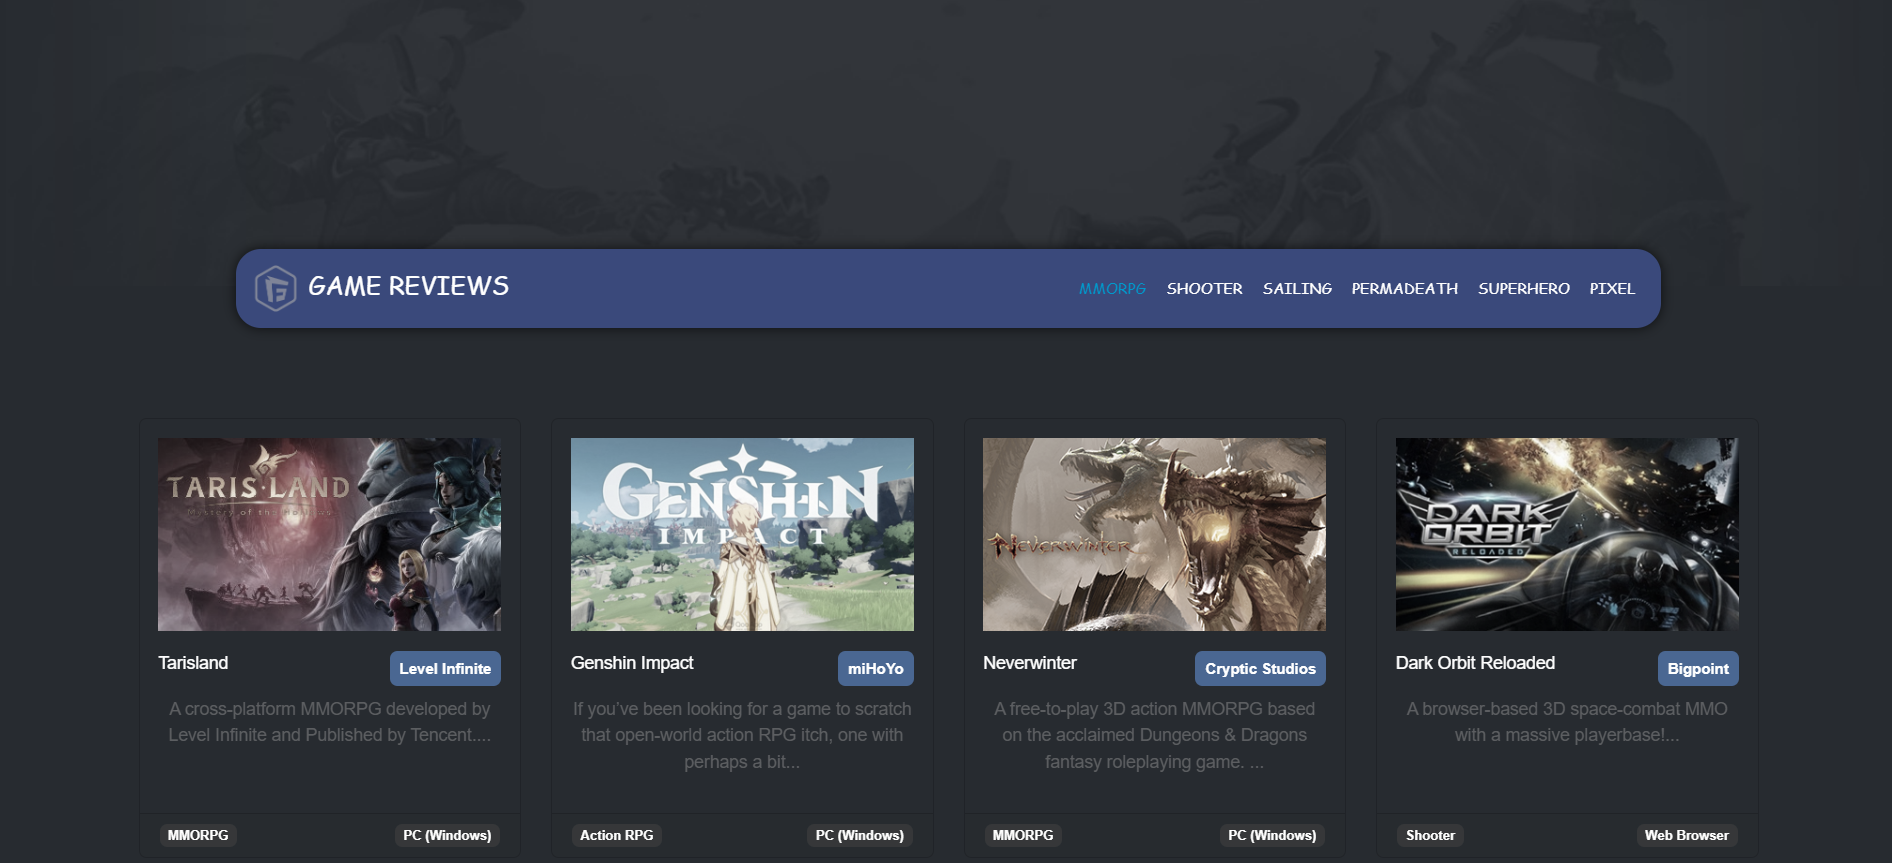 GAME REVIEWS
MMORPG SHOOTER SAILING PERMADEATH SUPERHERO PIXEL
TARISLAND
Mystery of the
GENSHIN
IMPACT
NEVERWINTER
DARK
ORBIT
RELOADED
Tarisland
Level Infinite
A cross-platform MMORPG developed by
Level Infinite and Published by Tencent....
MMORPG
PC (Windows)
Genshin Impact
miHoYo
If you’ve been looking for a game to scratch
that open-world action RPG itch, one with
perhaps a bit...
Action RPG
PC (Windows)
Neverwinter
Cryptic Studios
A free-to-play 3D action MMORPG based
on the acclaimed Dungeons & Dragons
fantasy roleplaying game. ...
MMORPG
PC (Windows)
Dark Orbit Reloaded
Bigpoint
A browser-based 3D space-combat MMO
with a massive playerbase!...
Shooter
Web Browser